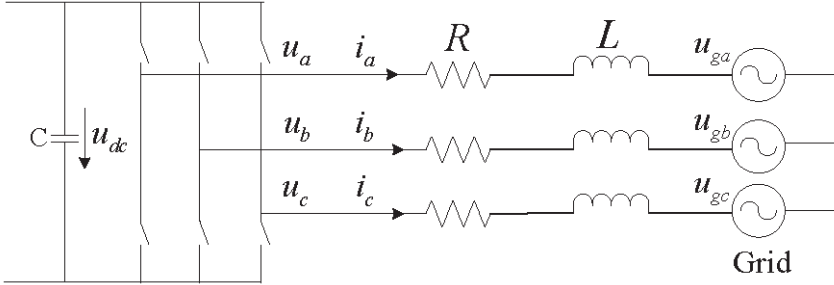 u_a i_a R L u_ga
C u_dc u_b i_b u_gb
u_c i_c u_gc
Grid